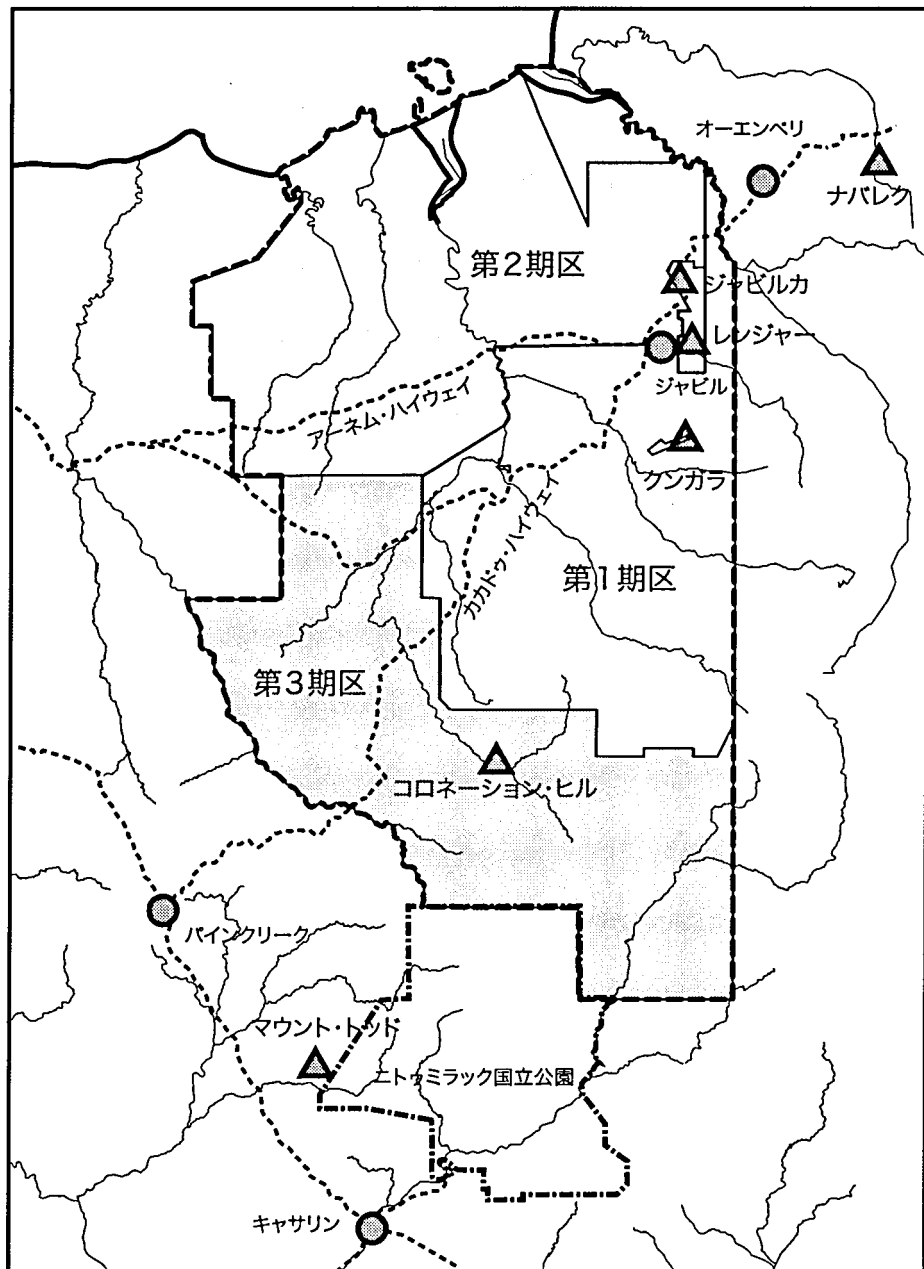 オーエンペリ
ナバレク
第2期区
ジャビルカ
レンジャー
ジャビル
アーネム・ハイウェイ
クンガラ
カカドゥ・ハイウェイ
第1期区
第3期区
コロネーション・ヒル
パインクリーク
マウント・トッド
ニトゥミラック国立公園
キャサリン